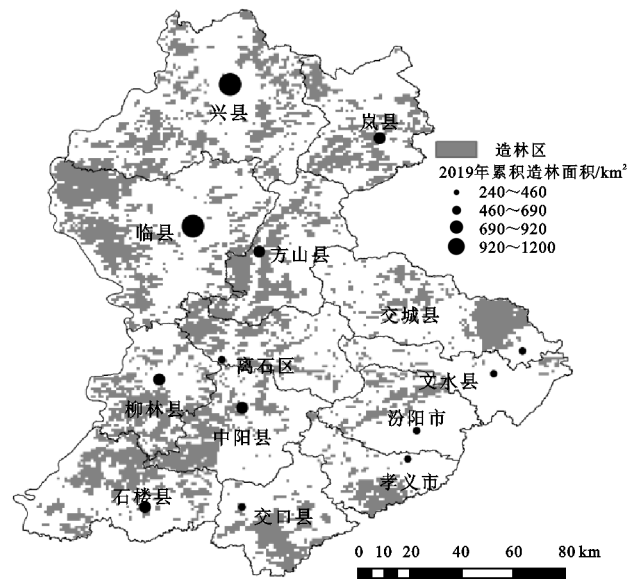 兴县
岚县
造林区
2019年累积造林面积/km²
240～460
460～690
690～920
920～1200
临县
方山县
交城县
离石区
文水县
柳林县
汾阳市
中阳县
孝义市
石楼县
交口县
0 10 20 40 60 80 km